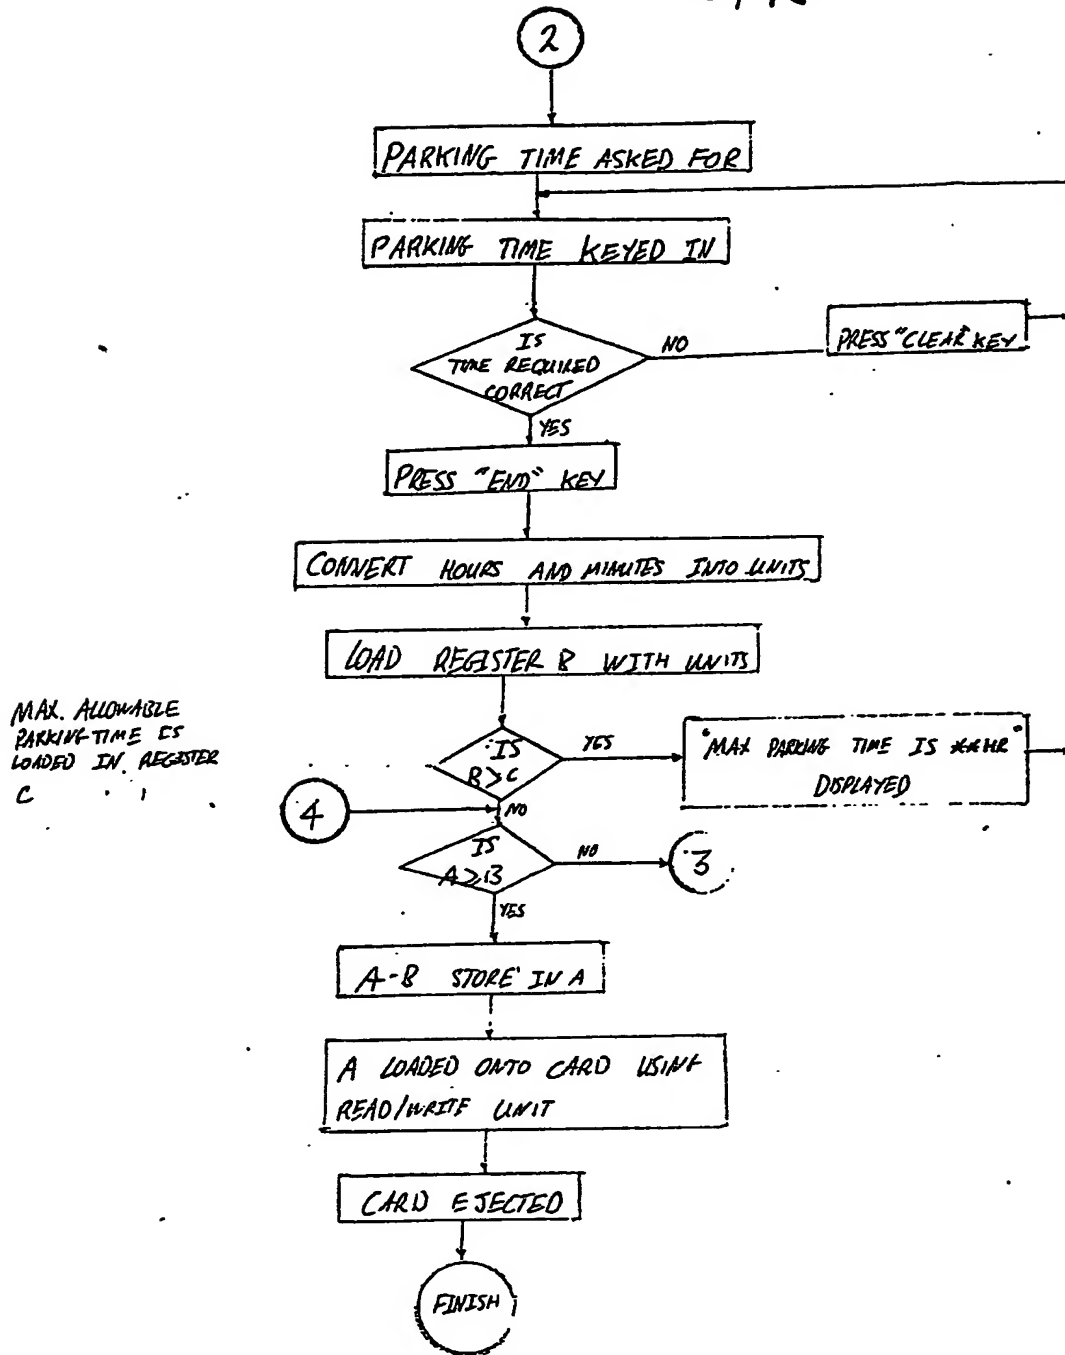 2
PARKING TIME ASKED FOR
PARKING TIME KEYED IN
IS
TIME REQUIRED
CORRECT
NO
PRESS "CLEAR" KEY
YES
PRESS "END" KEY
CONVERT HOURS AND MINUTES INTO UNITS
LOAD REGISTER B WITH UNITS
MAX. ALLOWABLE
PARKING TIME IS
LOADED IN REGISTER
C
IS
B>C
YES
"MAX PARKING TIME IS **HR"
DISPLAYED
NO
4
IS
A≥B
NO
3
YES
A-B STORE IN A
A LOADED ONTO CARD USING
READ/WRITE UNIT
CARD EJECTED
FINISH